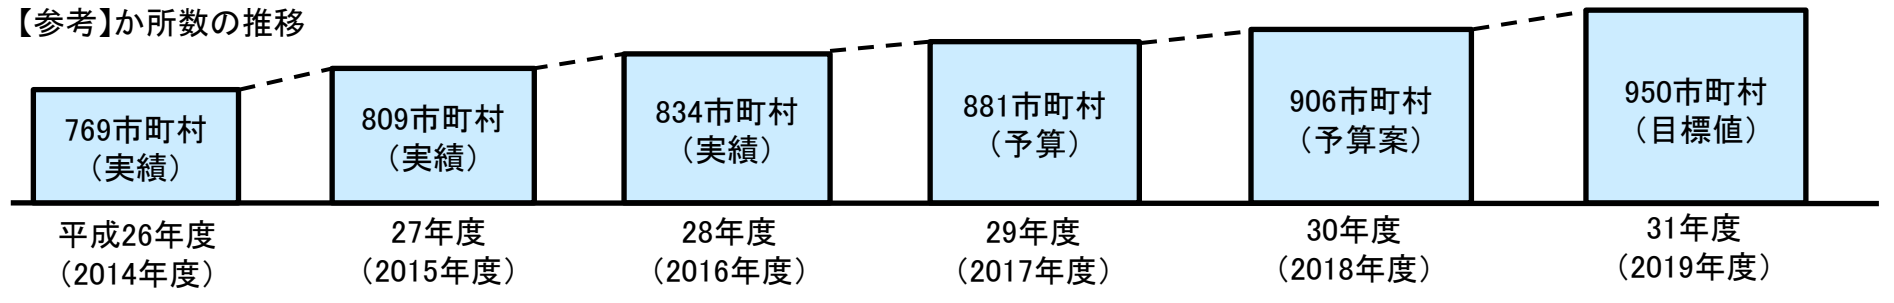 【参考】か所数の推移
769市町村
（実績）
809市町村
（実績）
834市町村
（実績）
881市町村
（予算）
906市町村
（予算案）
950市町村
（目標値）
平成26年度
（2014年度）
27年度
（2015年度）
28年度
（2016年度）
29年度
（2017年度）
30年度
（2018年度）
31年度
（2019年度）